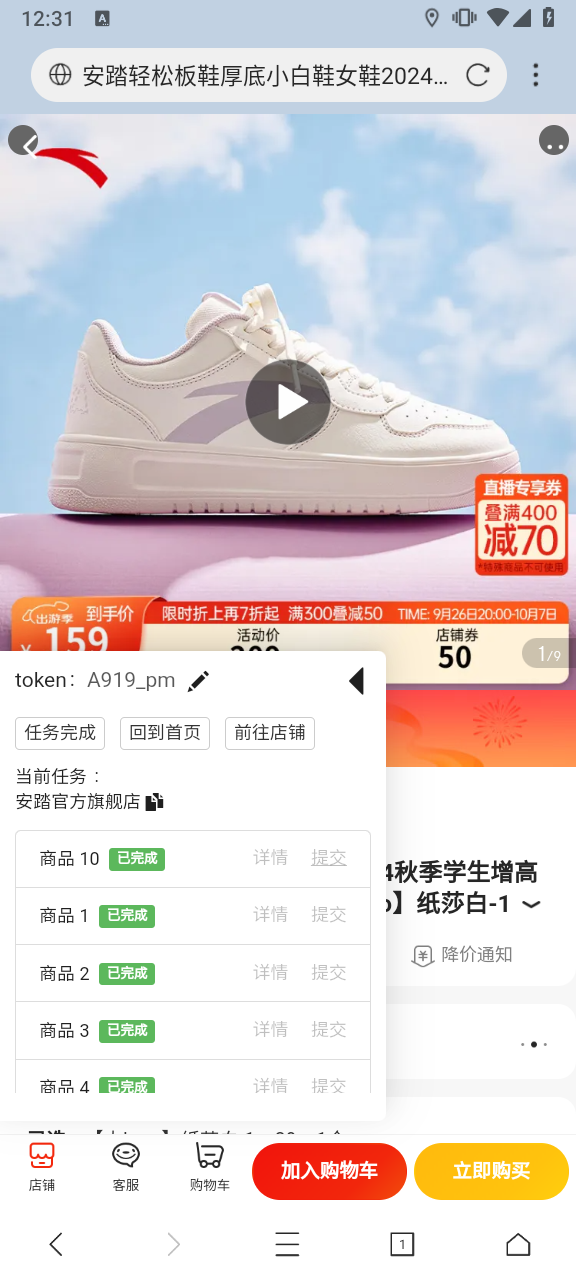 12:31
安踏轻松板鞋厚底小白鞋女鞋2024...
直播专享券
叠满400
减70
*特殊商品不可使用
出游季 到手价 限时折上再7折起 满300叠减50 TIME: 9月26日20:00-10月7日
¥159 活动价 店铺券
50
1/9
token: A919_pm
任务完成 回到首页 前往店铺
当前任务：
安踏官方旗舰店
商品 10 已完成 详情 提交
4秋季学生增高
商品 1 已完成 详情 提交
】纸莎白-1
降价通知
商品 2 已完成 详情 提交
商品 3 已完成 详情 提交
商品 4 已完成 详情 提交
店铺 客服 购物车 加入购物车 立即购买
1